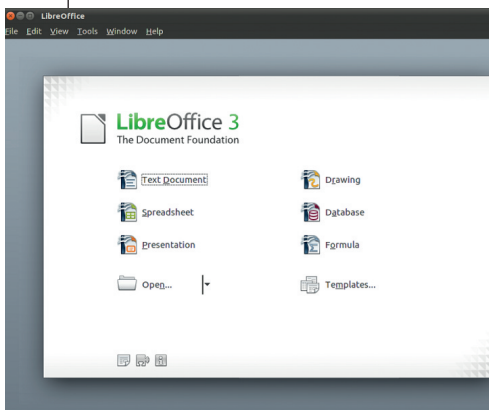 LibreOffice
File Edit View Tools Window Help
LibreOffice 3
The Document Foundation
Text Document
Drawing
Spreadsheet
Database
Presentation
Formula
Open...
Templates...